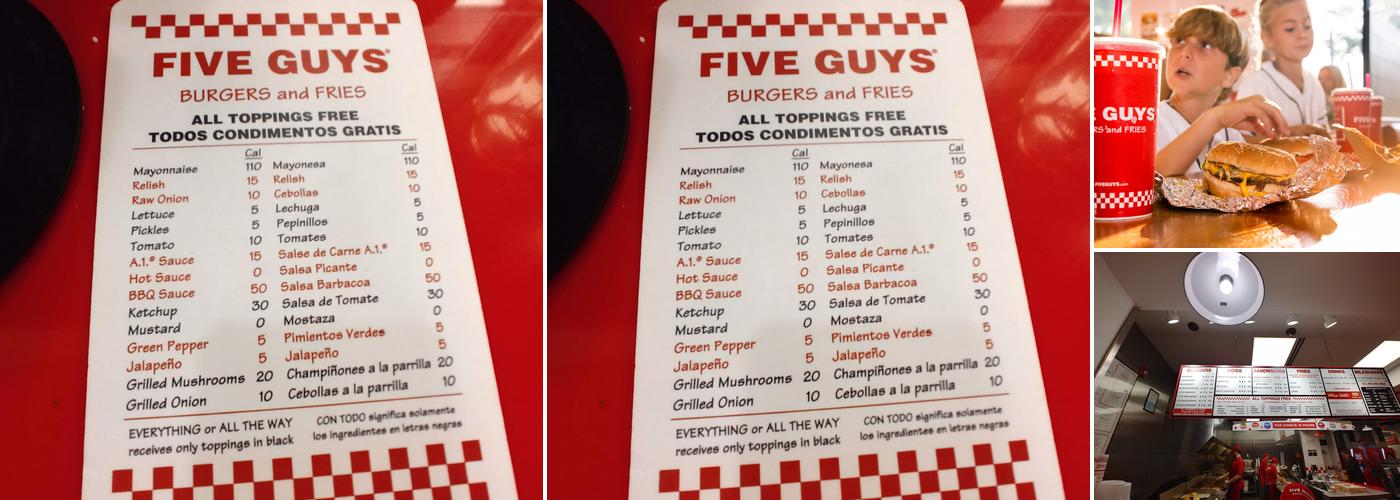 FIVE GUYS®
BURGERS and FRIES
ALL TOPPINGS FREE
TODOS CONDIMENTOS GRATIS
Cal Cal
Mayonnaise 110 Mayonesa 110
Relish 15 Relish 15
Raw Onion 10 Cebollas 10
Lettuce 5 Lechuga 5
Pickles 5 Pepinillos 5
Tomato 10 Tomates 10
A.1.® Sauce 15 Salse de Carne A.1.® 15
Hot Sauce 0 Salsa Picante 0
BBQ Sauce 50 Salsa Barbacoa 50
Ketchup 30 Salsa de Tomate 30
Mustard 0 Mostaza 0
Green Pepper 5 Pimientos Verdes 5
Jalapeño 5 Jalapeño 5
Grilled Mushrooms 20 Champiñones a la parrilla 20
Grilled Onion 10 Cebollas a la parrilla 10
EVERYTHING or ALL THE WAY
receives only toppings in black
CON TODO significa solamente
los ingredientes en letras negras
FIVE GUYS®
BURGERS and FRIES
ALL TOPPINGS FREE
TODOS CONDIMENTOS GRATIS
Cal Cal
Mayonnaise 110 Mayonesa 110
Relish 15 Relish 15
Raw Onion 10 Cebollas 10
Lettuce 5 Lechuga 5
Pickles 5 Pepinillos 5
Tomato 10 Tomates 10
A.1.® Sauce 15 Salse de Carne A.1.® 15
Hot Sauce 0 Salsa Picante 0
BBQ Sauce 50 Salsa Barbacoa 50
Ketchup 30 Salsa de Tomate 30
Mustard 0 Mostaza 0
Green Pepper 5 Pimientos Verdes 5
Jalapeño 5 Jalapeño 5
Grilled Mushrooms 20 Champiñones a la parrilla 20
Grilled Onion 10 Cebollas a la parrilla 10
EVERYTHING or ALL THE WAY
receives only toppings in black
CON TODO significa solamente
los ingredientes en letras negras
E GUYS
RS and FRIES
FIVEGUYS.com
FIVE
BURGERS DOGS SANDWICHES FRIES DRINKS MILKSHAKES
ALL TOPPINGS FREE
THE CHOICE IS YOURS